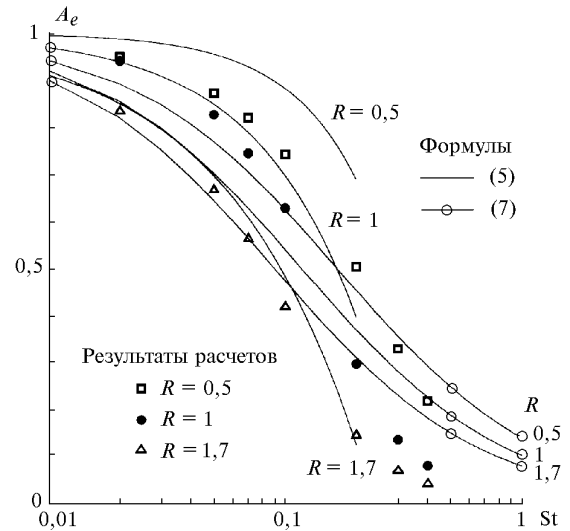 A_e
1
R = 0,5
Формулы
(5)
(7)
R = 1
0,5
Результаты расчетов
R = 0,5
R = 1
R = 1,7
R = 1,7
R
0,5
1
1,7
0
0,01
0,1
St
1